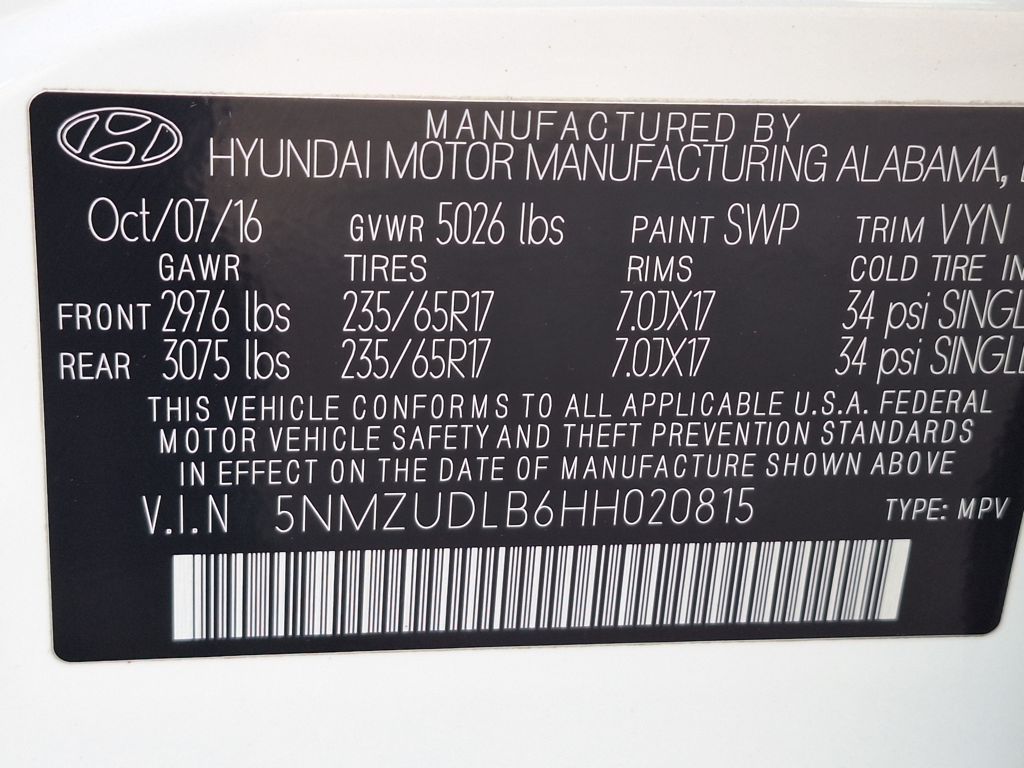 MANUFACTURED BY
HYUNDAI MOTOR MANUFACTURING ALABAMA,
Oct/07/16 GVWR 5026 lbs PAINT SWP TRIM VYN
GAWR TIRES RIMS COLD TIRE IN
FRONT 2976 lbs 235/65R17 7.0JX17 34 psi SINGL
REAR 3075 lbs 235/65R17 7.0JX17 34 psi SINGL
THIS VEHICLE CONFORMS TO ALL APPLICABLE U.S.A. FEDERAL
MOTOR VEHICLE SAFETY AND THEFT PREVENTION STANDARDS
IN EFFECT ON THE DATE OF MANUFACTURE SHOWN ABOVE
V.I.N 5NMZUDLB6HH020815 TYPE: MPV